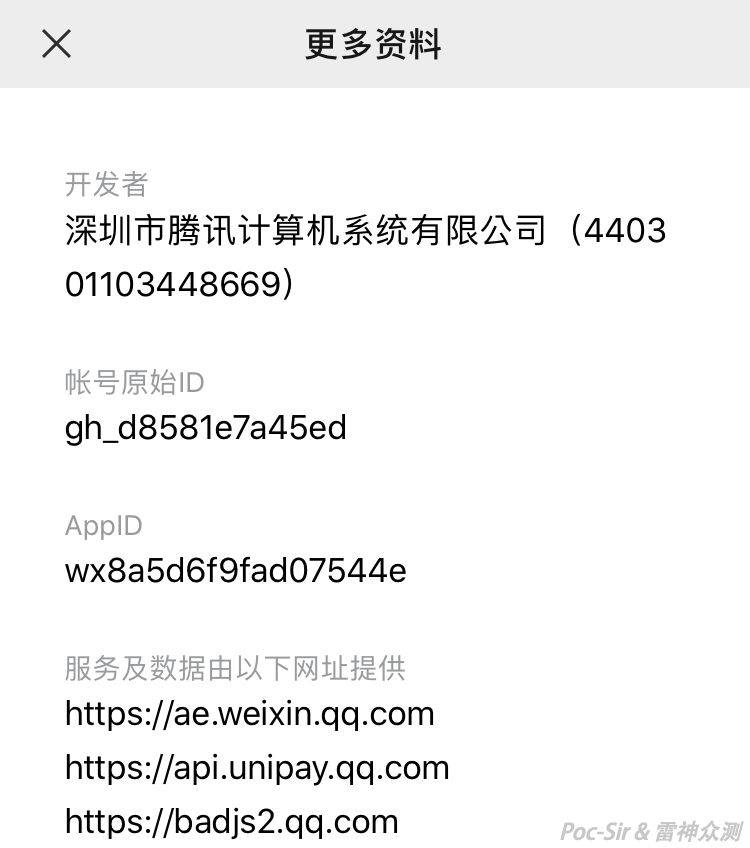 更多资料
开发者
深圳市腾讯计算机系统有限公司（4403
01103448669）
帐号原始ID
gh_d8581e7a45ed
AppID
wx8a5d6f9fad07544e
服务及数据由以下网址提供
https://ae.weixin.qq.com
https://api.unipay.qq.com
https://badjs2.qq.com
Poc-Sir & 雷神众测